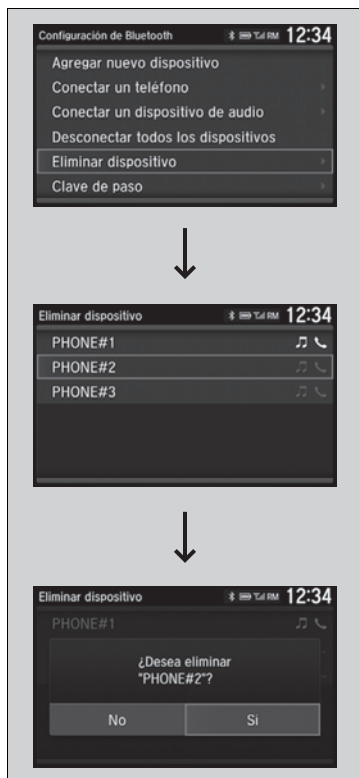 Configuración de Bluetooth 12:34
Agregar nuevo dispositivo
Conectar un teléfono
Conectar un dispositivo de audio
Desconectar todos los dispositivos
Eliminar dispositivo
Clave de paso
Eliminar dispositivo 12:34
PHONE#1
PHONE#2
PHONE#3
Eliminar dispositivo 12:34
PHONE#1
¿Desea eliminar
"PHONE#2"?
No Si